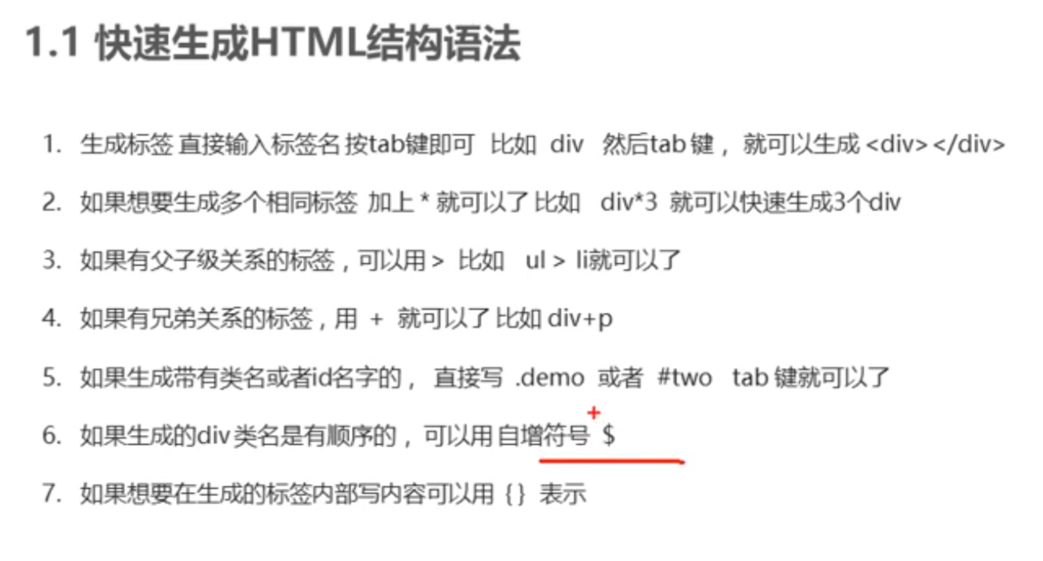 1.1 快速生成HTML结构语法
1. 生成标签 直接输入标签名 按tab键即可 比如 div 然后tab 键， 就可以生成 <div></div>
2. 如果想要生成多个相同标签 加上 * 就可以了 比如 div*3 就可以快速生成3个div
3. 如果有父子级关系的标签，可以用 > 比如 ul > li就可以了
4. 如果有兄弟关系的标签，用 + 就可以了 比如 div+p
5. 如果生成带有类名或者id名字的， 直接写 .demo 或者 #two tab 键就可以了
6. 如果生成的div 类名是有顺序的， 可以用 自增符号 $
7. 如果想要在生成的标签内部写内容可以用 { } 表示